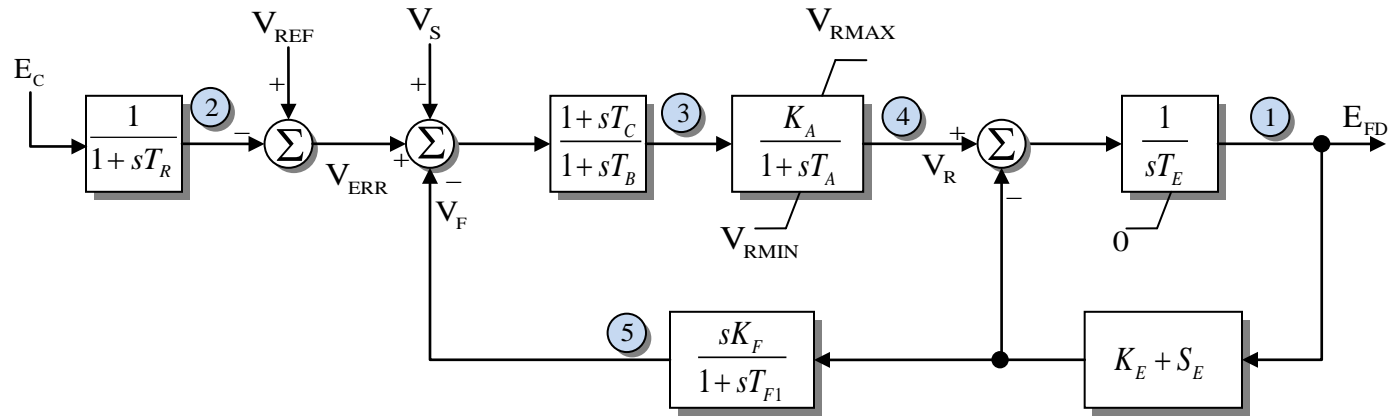 V_REF
V_S
V_RMAX
E_C
2
3
4
1
E_FD
+
+
1
1 + sT_R
−
Σ
+
Σ
1 + sT_C
1 + sT_B
K_A
1 + sT_A
+
Σ
1
sT_E
V_ERR
−
V_R
−
V_F
V_RMIN
0
5
sK_F
1 + sT_F1
K_E + S_E